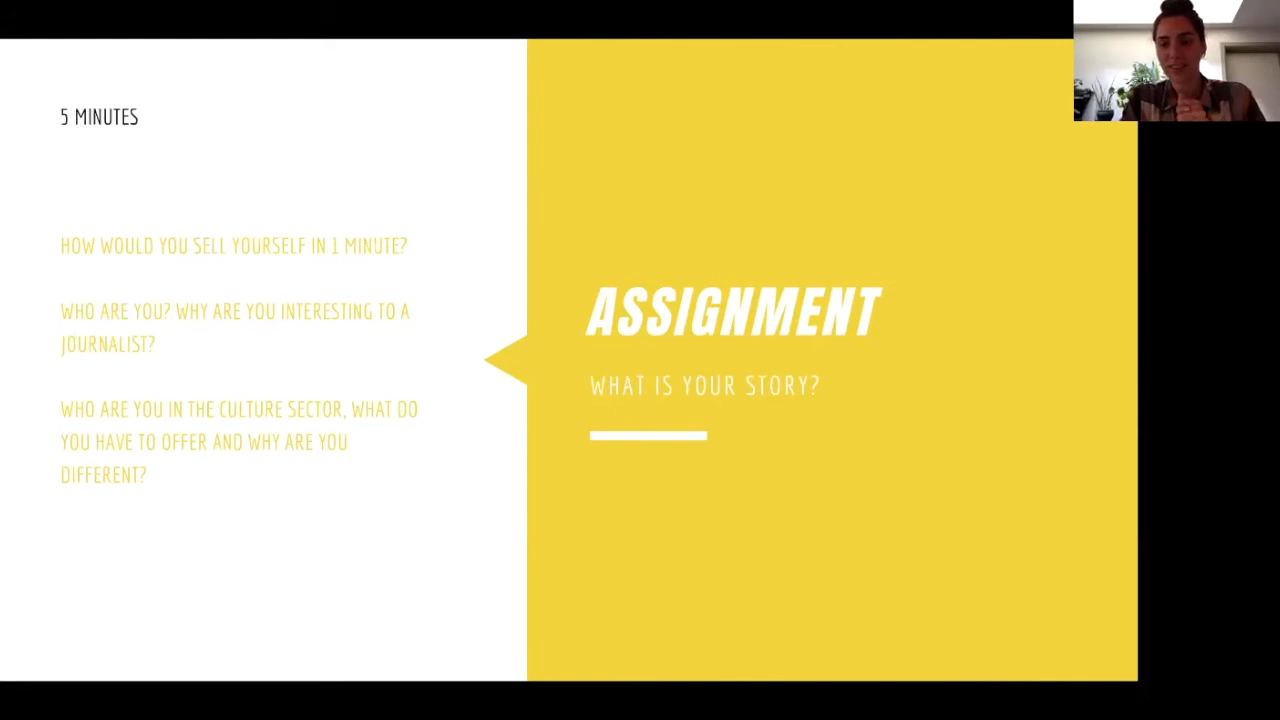 5 MINUTES
HOW WOULD YOU SELL YOURSELF IN 1 MINUTE?
WHO ARE YOU? WHY ARE YOU INTERESTING TO A
JOURNALIST?
WHO ARE YOU IN THE CULTURE SECTOR, WHAT DO
YOU HAVE TO OFFER AND WHY ARE YOU
DIFFERENT?
ASSIGNMENT
WHAT IS YOUR STORY?